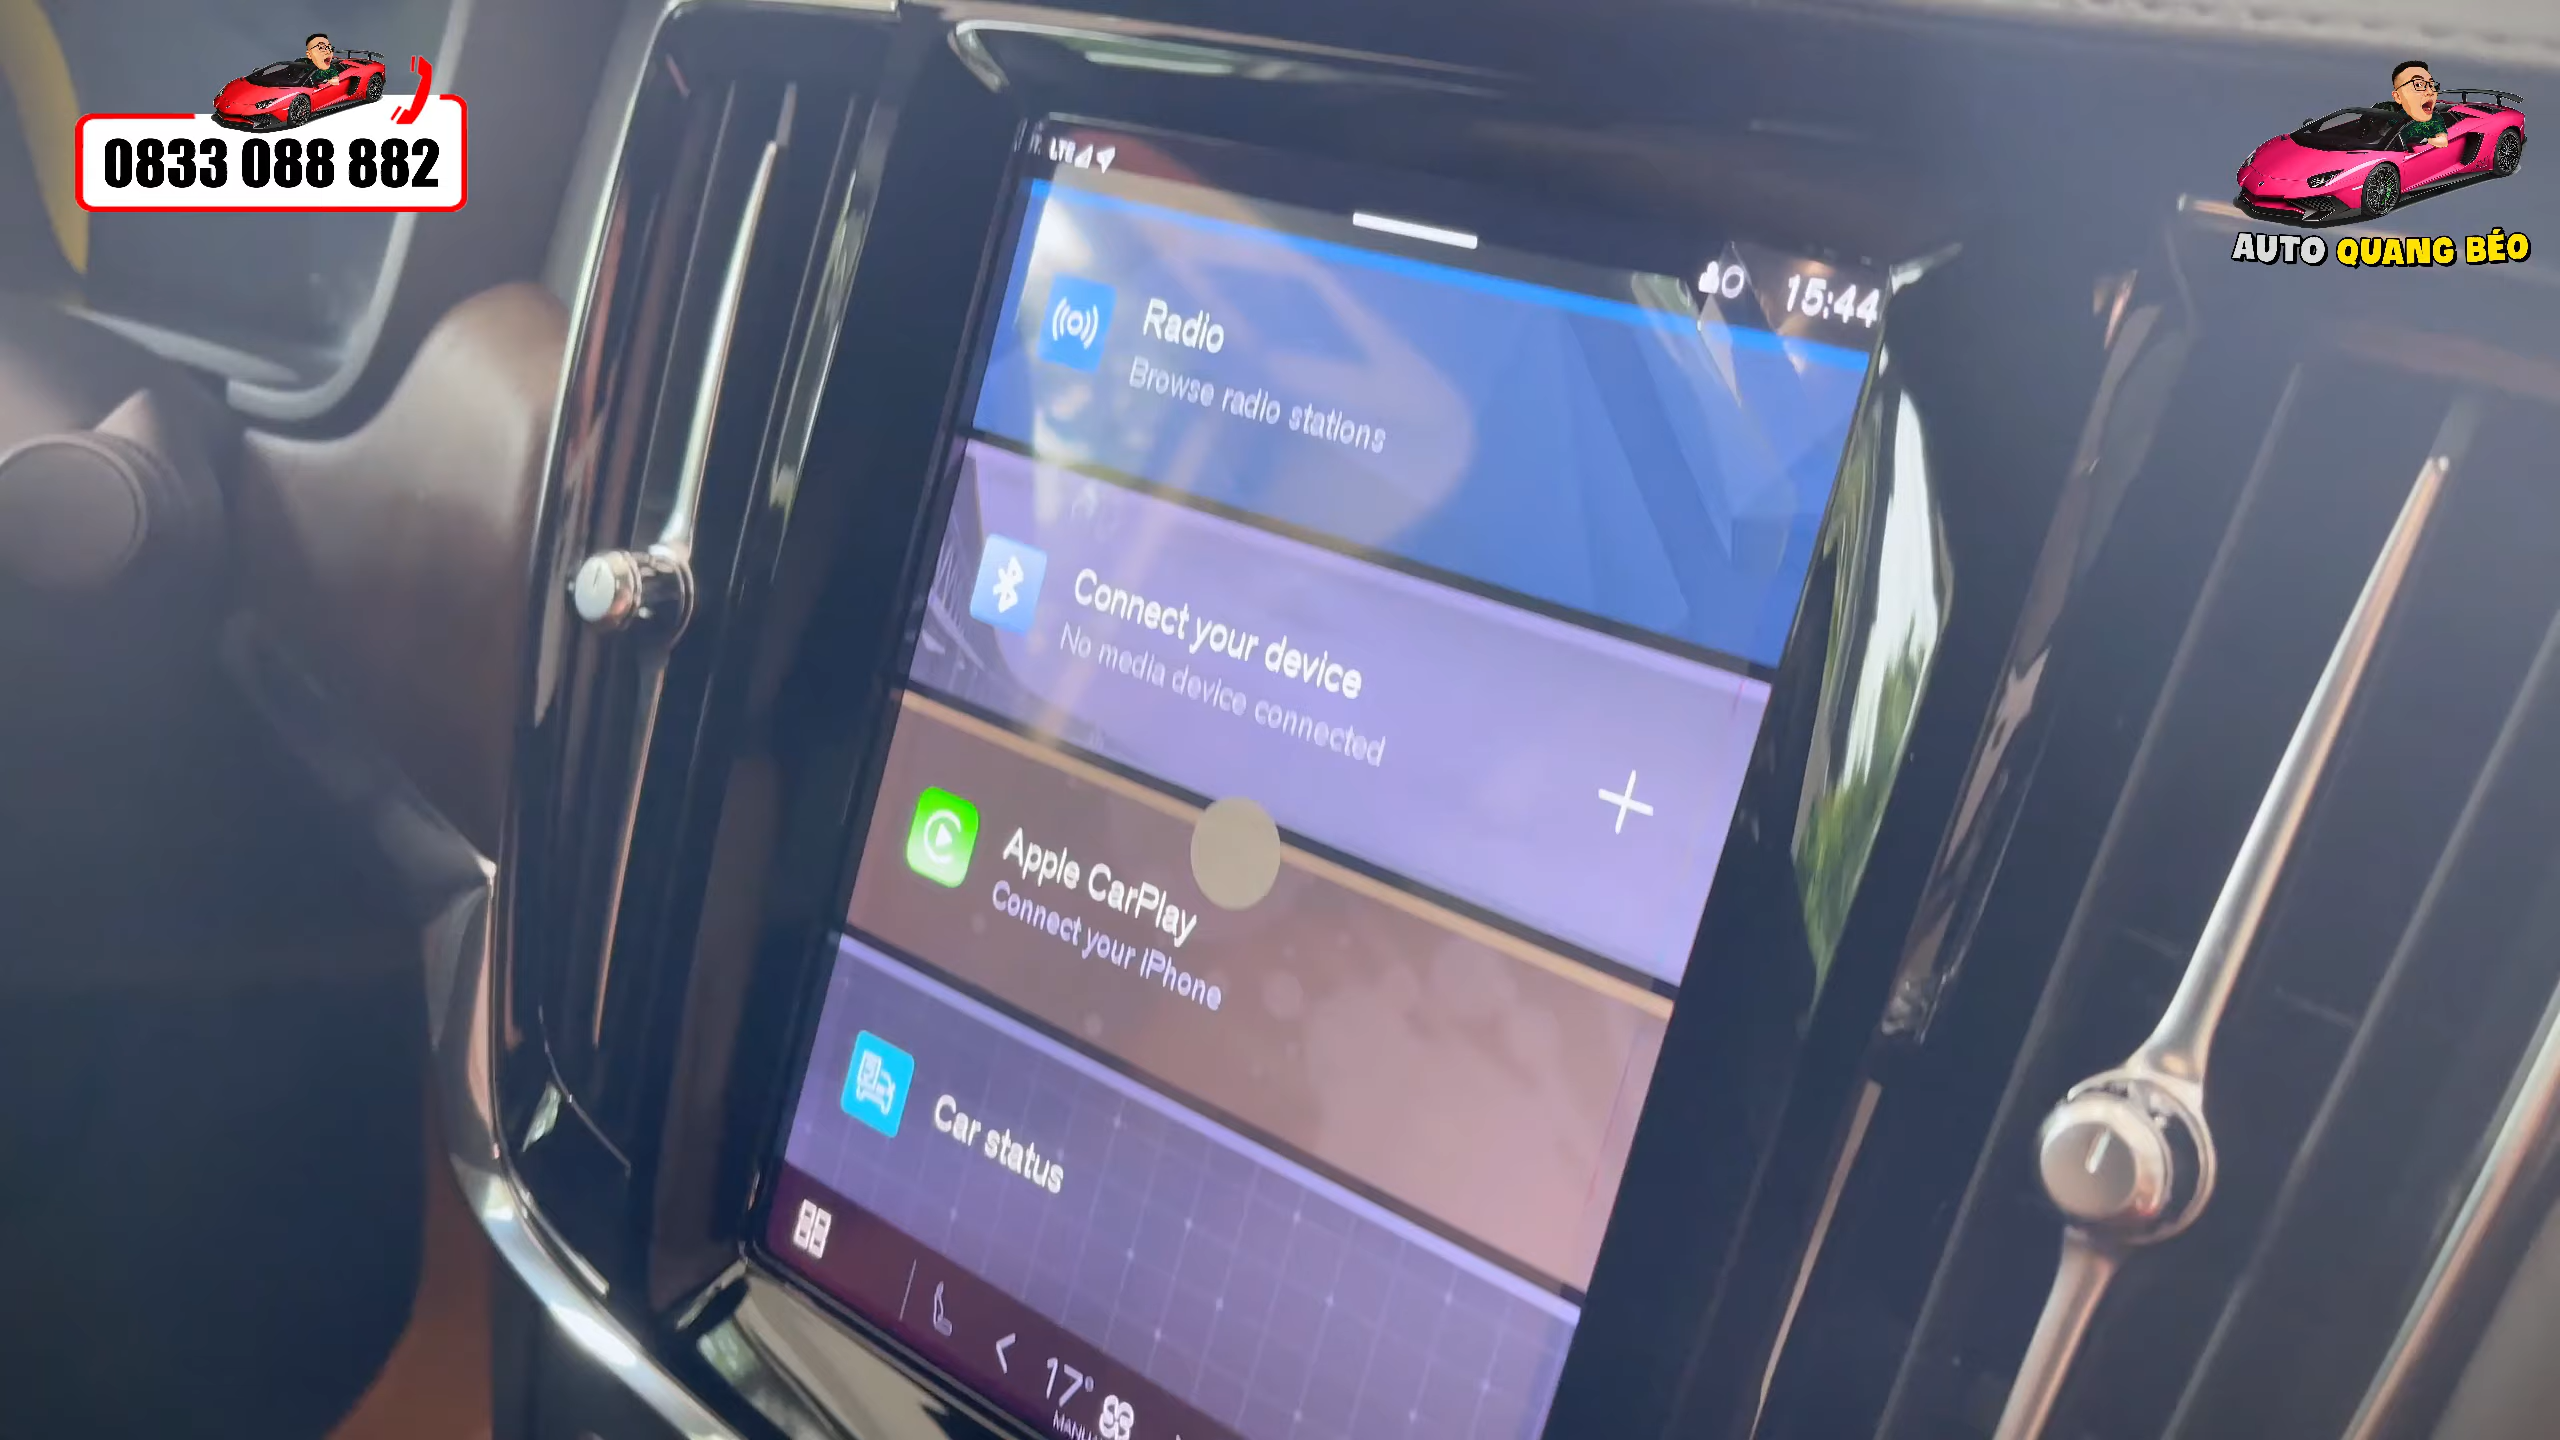 0833 088 882
AUTO QUANG BÉO
LTE
15:44
Radio
Browse radio stations
Connect your device
No media device connected
Apple CarPlay
Connect your iPhone
Car status
17°